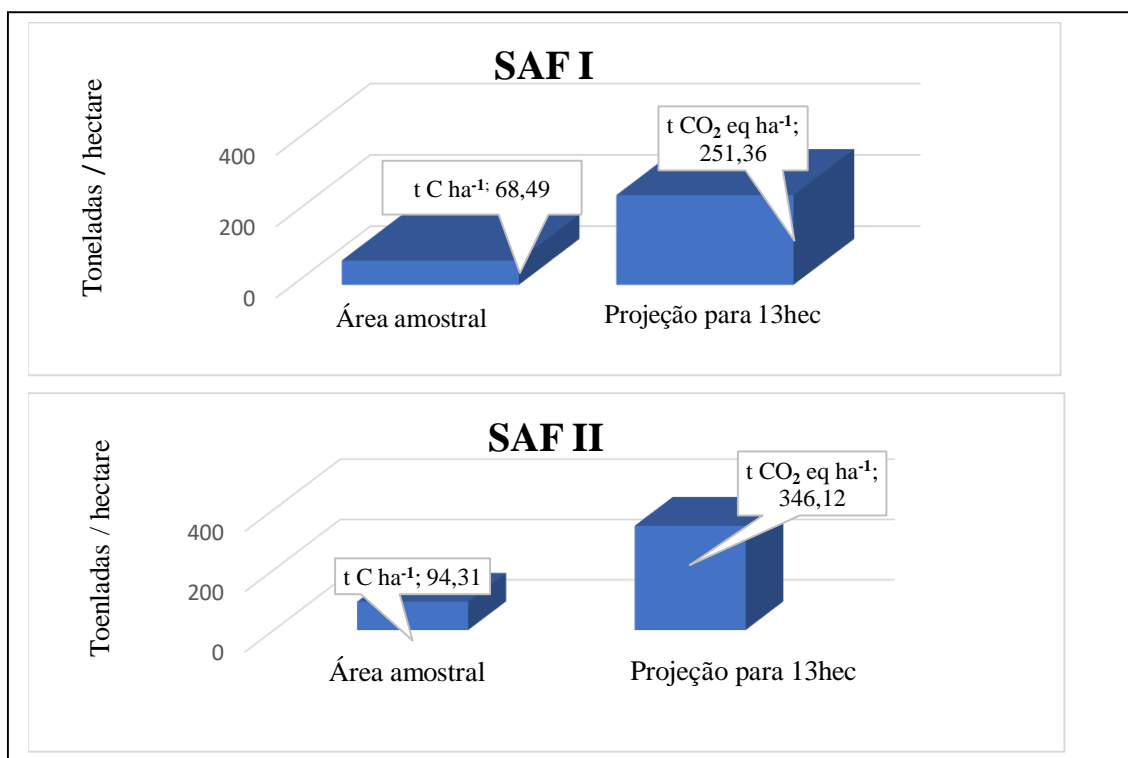 SAF I
Toneladas / hectare
400
200
0
t C ha-1; 68,49
t CO2 eq ha-1;
251,36
Área amostral
Projeção para 13hec
SAF II
Toenladas / hectare
400
200
0
t C ha-1; 94,31
t CO2 eq ha-1;
346,12
Área amostral
Projeção para 13hec